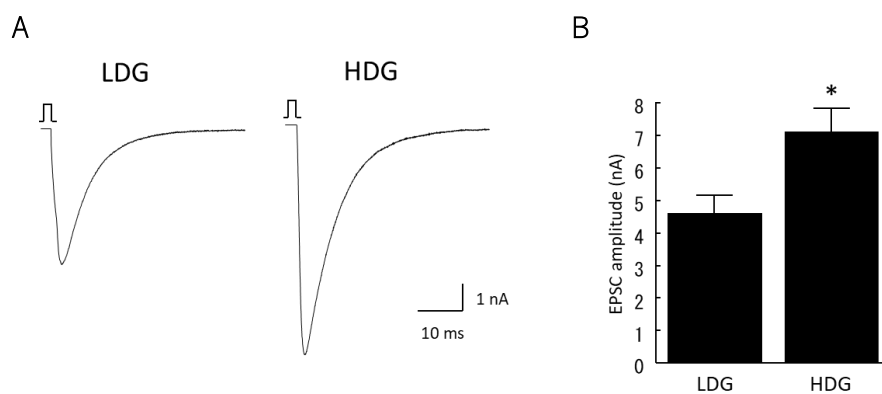 A
LDG
HDG
1 nA
10 ms
B
*
EPSC amplitude (nA)
8
7
6
5
4
3
2
1
0
LDG
HDG